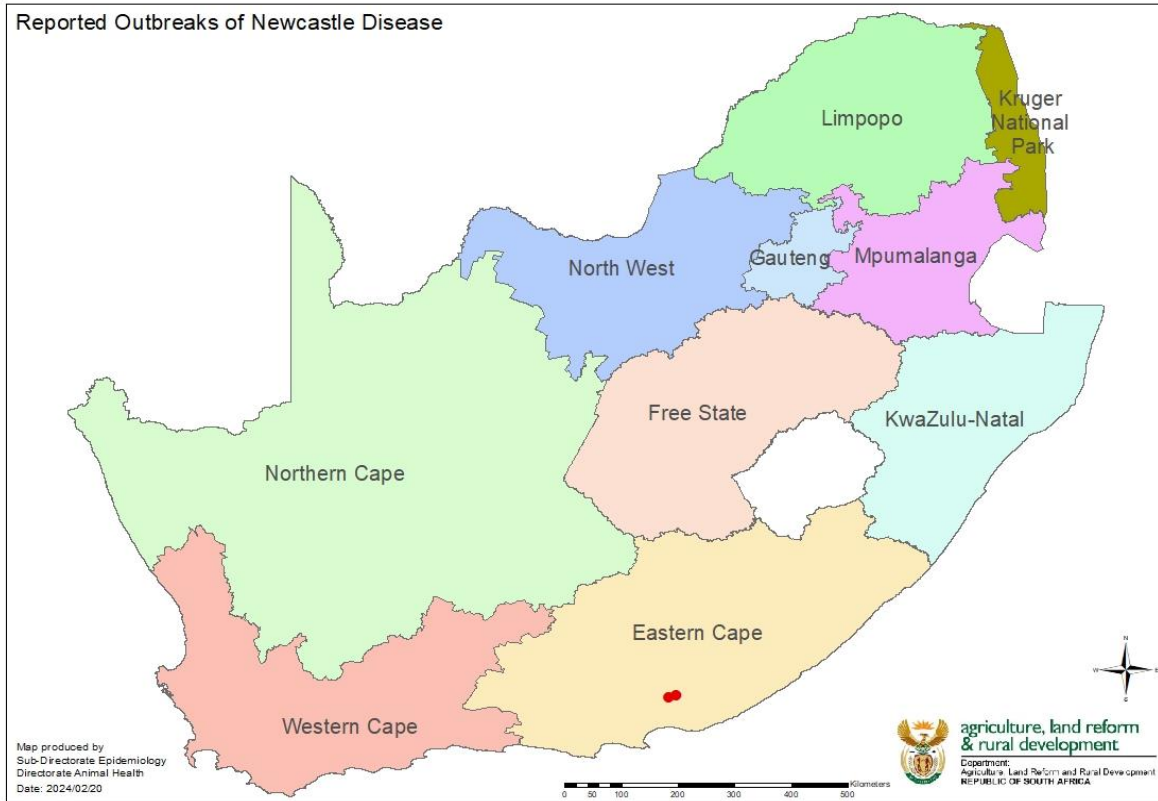 Reported Outbreaks of Newcastle Disease
Limpopo
Kruger
National
Park
North West
Gauteng
Mpumalanga
Free State
KwaZulu-Natal
Northern Cape
Eastern Cape
Western Cape
N
W
E
S
Map produced by
Sub-Directorate Epidemiology
Directorate Animal Health
Date: 2024/02/20
Kilometers
0 50 100 200 300 400 500
agriculture, land reform
& rural development
Department:
Agriculture, Land Reform and Rural Development
REPUBLIC OF SOUTH AFRICA